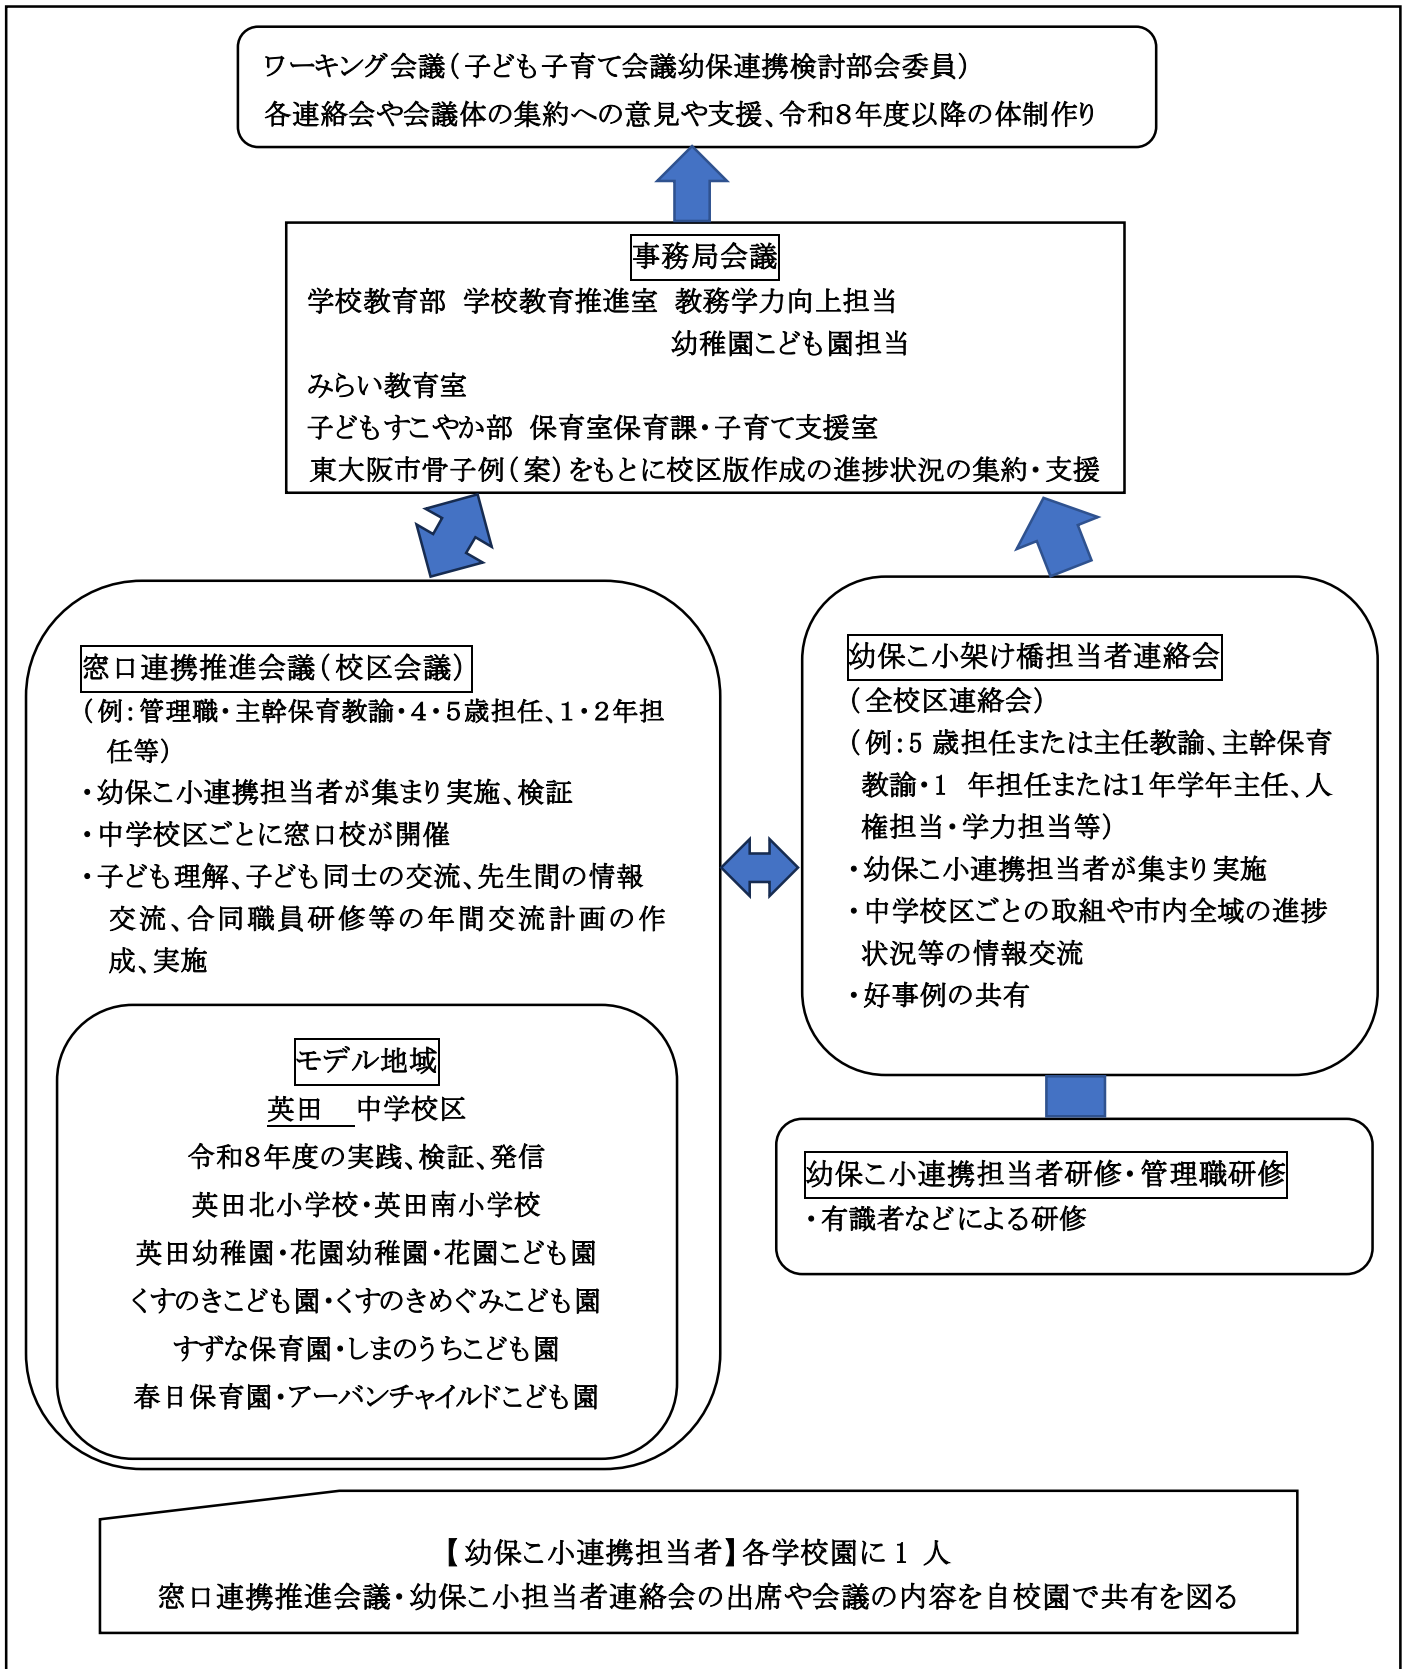 ワーキング会議（子ども子育て会議幼保連携検討部会委員）
各連絡会や会議体の集約への意見や支援、令和８年度以降の体制作り
事務局会議
学校教育部　学校教育推進室　教務学力向上担当
幼稚園こども園担当
みらい教育室
子どもすこやか部　保育室保育課・子育て支援室
東大阪市骨子例（案）をもとに校区版作成の進捗状況の集約・支援
窓口連携推進会議（校区会議）
（例：管理職・主幹保育教諭・４・５歳担任、１・２年担
任等）
・幼保こ小連携担当者が集まり実施、検証
・中学校区ごとに窓口校が開催
・子ども理解、子ども同士の交流、先生間の情報
交流、合同職員研修等の年間交流計画の作
成、実施
モデル地域
英田　中学校区
令和８年度の実践、検証、発信
英田北小学校・英田南小学校
英田幼稚園・花園幼稚園・花園こども園
くすのきこども園・くすのきめぐみこども園
すずな保育園・しまのうちこども園
春日保育園・アーバンチャイルドこども園
幼保こ小架け橋担当者連絡会
（全校区連絡会）
（例：5 歳担任または主任教諭、主幹保育
教諭・1　年担任または１年学年主任、人
権担当・学力担当等）
・幼保こ小連携担当者が集まり実施
・中学校区ごとの取組や市内全域の進捗
状況等の情報交流
・好事例の共有
幼保こ小連携担当者研修・管理職研修
・有識者などによる研修
【幼保こ小連携担当者】各学校園に 1 人
窓口連携推進会議・幼保こ小担当者連絡会の出席や会議の内容を自校園で共有を図る